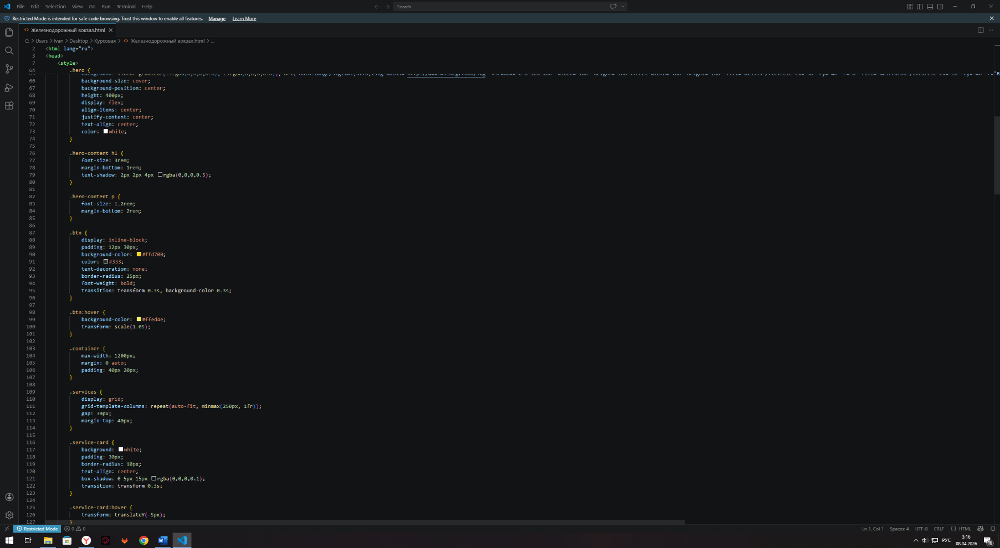 File Edit Selection View Go Run Terminal Help
Search
Restricted Mode is intended for safe code browsing. Trust this window to enable all features. Manage Learn More
Железнодорожный вокзал.html
C: > Users > Ivan > Desktop > Курсовая > Железнодорожный вокзал.html > ...
2 <html lang="ru">
3 <head>
7 <style>
64 .hero {
66 background-size: cover;
67 background-position: center;
68 height: 400px;
69 display: flex;
70 align-items: center;
71 justify-content: center;
72 text-align: center;
73 color: white;
74 }
75
76 .hero-content h1 {
77 font-size: 3rem;
78 margin-bottom: 1rem;
79 text-shadow: 2px 2px 4px rgba(0,0,0,0.5);
80 }
81
82 .hero-content p {
83 font-size: 1.2rem;
84 margin-bottom: 2rem;
85 }
86
87 .btn {
88 display: inline-block;
89 padding: 12px 30px;
90 background-color: #ffd700;
91 color: #333;
92 text-decoration: none;
93 border-radius: 25px;
94 font-weight: bold;
95 transition: transform 0.3s, background-color 0.3s;
96 }
97
98 .btn:hover {
99 background-color: #ffed4e;
100 transform: scale(1.05);
101 }
102
103 .container {
104 max-width: 1200px;
105 margin: 0 auto;
106 padding: 40px 20px;
107 }
108
109 .services {
110 display: grid;
111 grid-template-columns: repeat(auto-fit, minmax(250px, 1fr));
112 gap: 30px;
113 margin-top: 40px;
114 }
115
116 .service-card {
117 background: white;
118 padding: 30px;
119 border-radius: 10px;
120 text-align: center;
121 box-shadow: 0 5px 15px rgba(0,0,0,0.1);
122 transition: transform 0.3s;
123 }
124
125 .service-card:hover {
126 transform: translateY(-5px);
127 }
Restricted Mode 0 0 Ln 1, Col 1 Spaces: 4 UTF-8 CRLF { } HTML
РУС 3:16
08.04.2026 16